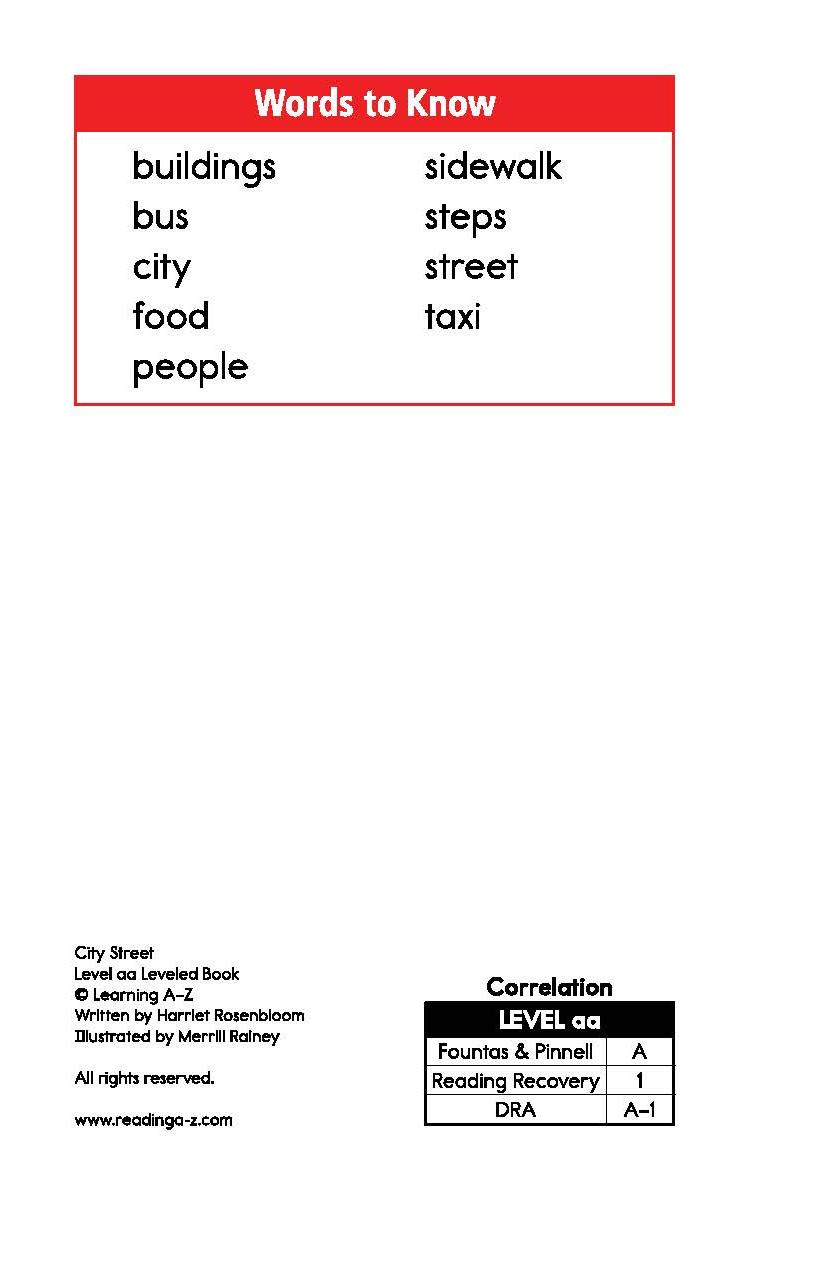 Words to Know
buildings
bus
city
food
people
sidewalk
steps
street
taxi
City Street
Level aa Leveled Book
© Learning A–Z
Written by Harriet Rosenbloom
Illustrated by Merrill Rainey
All rights reserved.
www.readinga-z.com
Correlation
LEVEL aa
Fountas & Pinnell A
Reading Recovery 1
DRA A–1